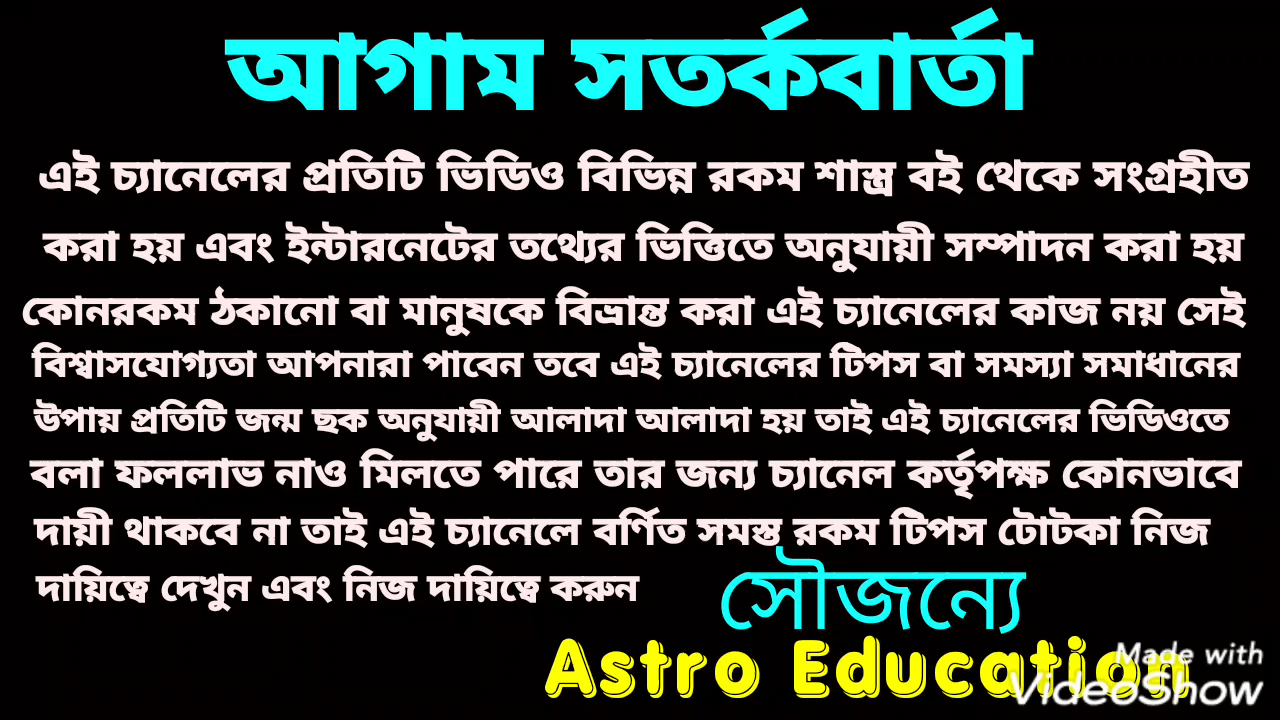 আগাম সতর্কবার্তা
এই চ্যানেলের প্রতিটি ভিডিও বিভিন্ন রকম শাস্ত্র বই থেকে সংগ্রহীত
করা হয় এবং ইন্টারনেটের তথ্যের ভিত্তিতে অনুযায়ী সম্পাদন করা হয়
কোনরকম ঠকানো বা মানুষকে বিভ্রান্ত করা এই চ্যানেলের কাজ নয় সেই
বিশ্বাসযোগ্যতা আপনারা পাবেন তবে এই চ্যানেলের টিপস বা সমস্যা সমাধানের
উপায় প্রতিটি জন্ম ছক অনুযায়ী আলাদা আলাদা হয় তাই এই চ্যানেলের ভিডিওতে
বলা ফললাভ নাও মিলতে পারে তার জন্য চ্যানেল কর্তৃপক্ষ কোনভাবে
দায়ী থাকবে না তাই এই চ্যানেলে বর্ণিত সমস্ত রকম টিপস টোটকা নিজ
দায়িত্বে দেখুন এবং নিজ দায়িত্বে করুন
সৌজন্যে
Astro Education
Made with
VideoShow